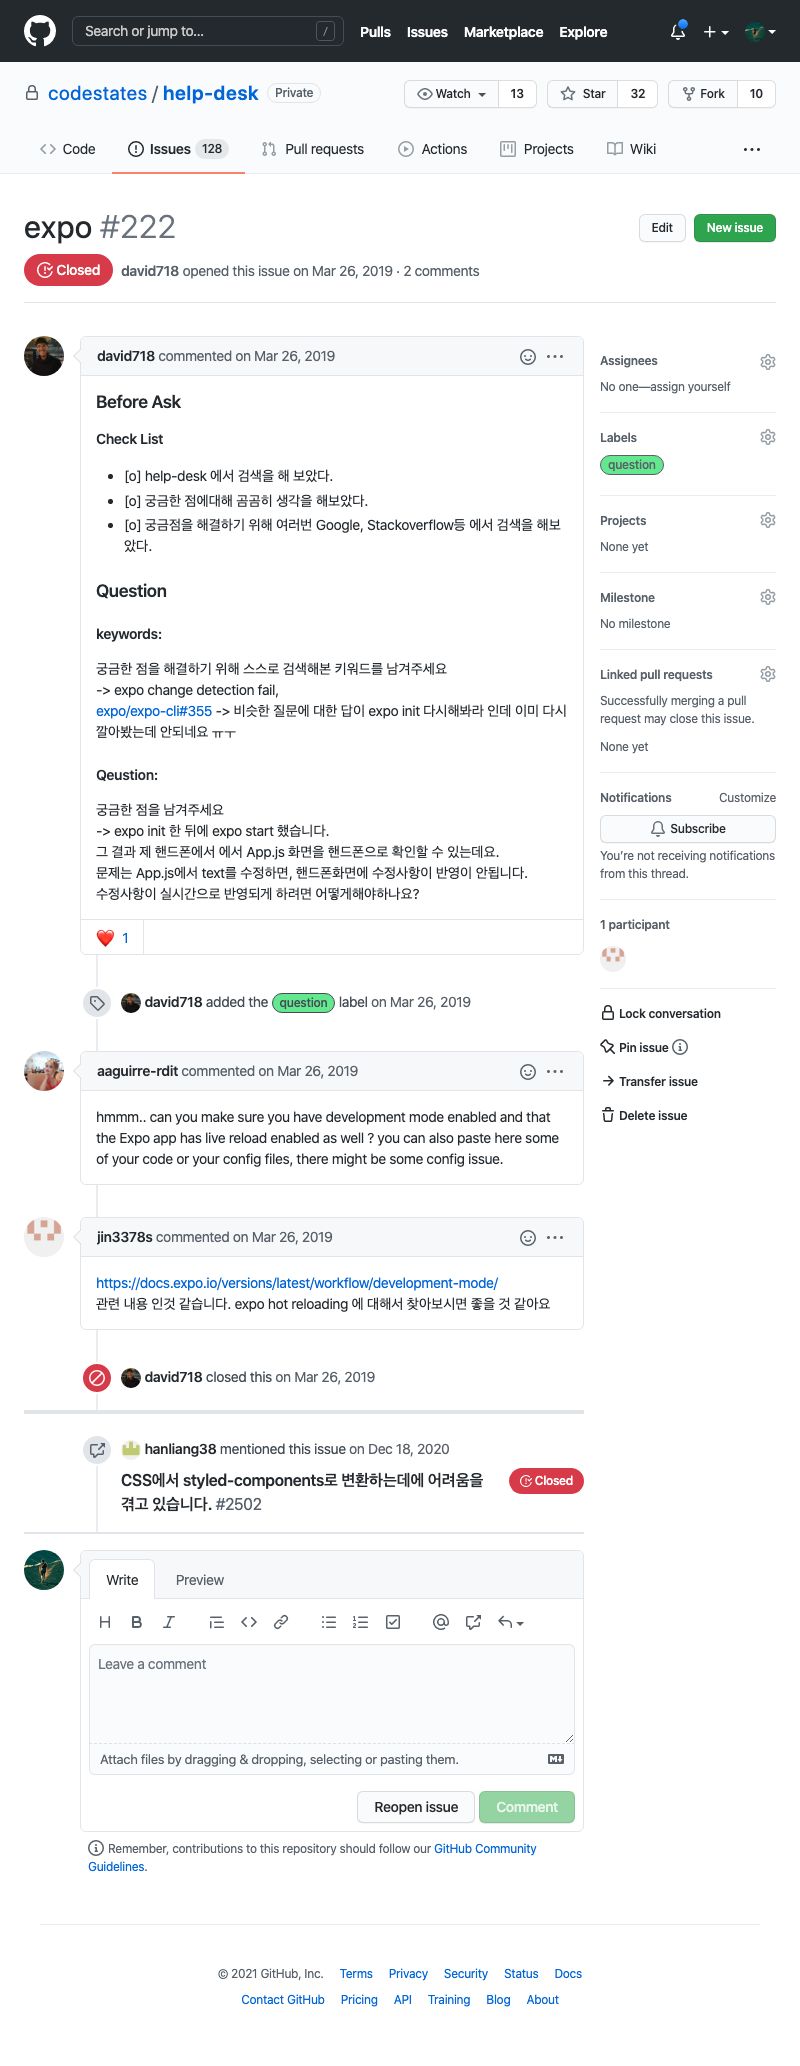 Search or jump to... /
Pulls Issues Marketplace Explore
codestates / help-desk Private
Watch 13 Star 32 Fork 10
Code Issues 128 Pull requests Actions Projects Wiki ...
expo #222
Edit New issue
Closed david718 opened this issue on Mar 26, 2019 · 2 comments
david718 commented on Mar 26, 2019
Before Ask
Check List
• [o] help-desk 에서 검색을 해 보았다.
• [o] 궁금한 점에대해 곰곰히 생각을 해보았다.
• [o] 궁금점을 해결하기 위해 여러번 Google, Stackoverflow등 에서 검색을 해보
았다.
Question
keywords:
궁금한 점을 해결하기 위해 스스로 검색해본 키워드를 남겨주세요
-> expo change detection fail,
expo/expo-cli#355 -> 비슷한 질문에 대한 답이 expo init 다시해봐라 인데 이미 다시
깔아봤는데 안되네요 ㅠㅜ
Qeustion:
궁금한 점을 남겨주세요
-> expo init 한 뒤에 expo start 했습니다.
그 결과 제 핸드폰에서 에서 App.js 화면을 핸드폰으로 확인할 수 있는데요.
문제는 App.js에서 text를 수정하면, 핸드폰화면에 수정사항이 반영이 안됩니다.
수정사항이 실시간으로 반영되게 하려면 어떻게해야하나요?
❤️ 1
david718 added the question label on Mar 26, 2019
aaguirre-rdit commented on Mar 26, 2019
hmmm.. can you make sure you have development mode enabled and that
the Expo app has live reload enabled as well ? you can also paste here some
of your code or your config files, there might be some config issue.
jin3378s commented on Mar 26, 2019
https://docs.expo.io/versions/latest/workflow/development-mode/
관련 내용 인것 같습니다. expo hot reloading 에 대해서 찾아보시면 좋을 것 같아요
david718 closed this on Mar 26, 2019
hanliang38 mentioned this issue on Dec 18, 2020
CSS에서 styled-components로 변환하는데에 어려움을
겪고 있습니다. #2502
Closed
Write Preview
H B I
Leave a comment
Attach files by dragging & dropping, selecting or pasting them.
Reopen issue Comment
Remember, contributions to this repository should follow our GitHub Community
Guidelines.
Assignees
No one—assign yourself
Labels
question
Projects
None yet
Milestone
No milestone
Linked pull requests
Successfully merging a pull
request may close this issue.
None yet
Notifications Customize
Subscribe
You're not receiving notifications
from this thread.
1 participant
Lock conversation
Pin issue
Transfer issue
Delete issue
© 2021 GitHub, Inc. Terms Privacy Security Status Docs
Contact GitHub Pricing API Training Blog About